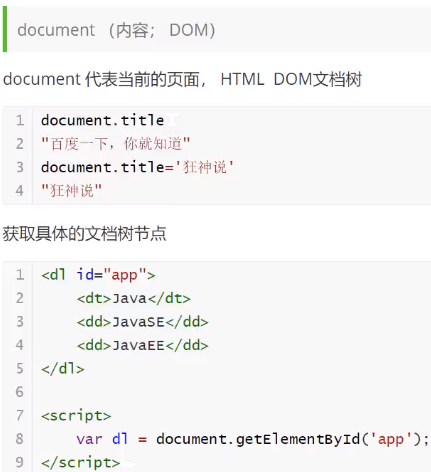 document （内容； DOM）
document 代表当前的页面， HTML DOM文档树
1 document.title
2 "百度一下，你就知道"
3 document.title='狂神说'
4 "狂神说"
获取具体的文档树节点
1 <dl id="app">
2     <dt>Java</dt>
3     <dd>JavaSE</dd>
4     <dd>JavaEE</dd>
5 </dl>
6
7 <script>
8     var dl = document.getElementById('app');
9 </script>